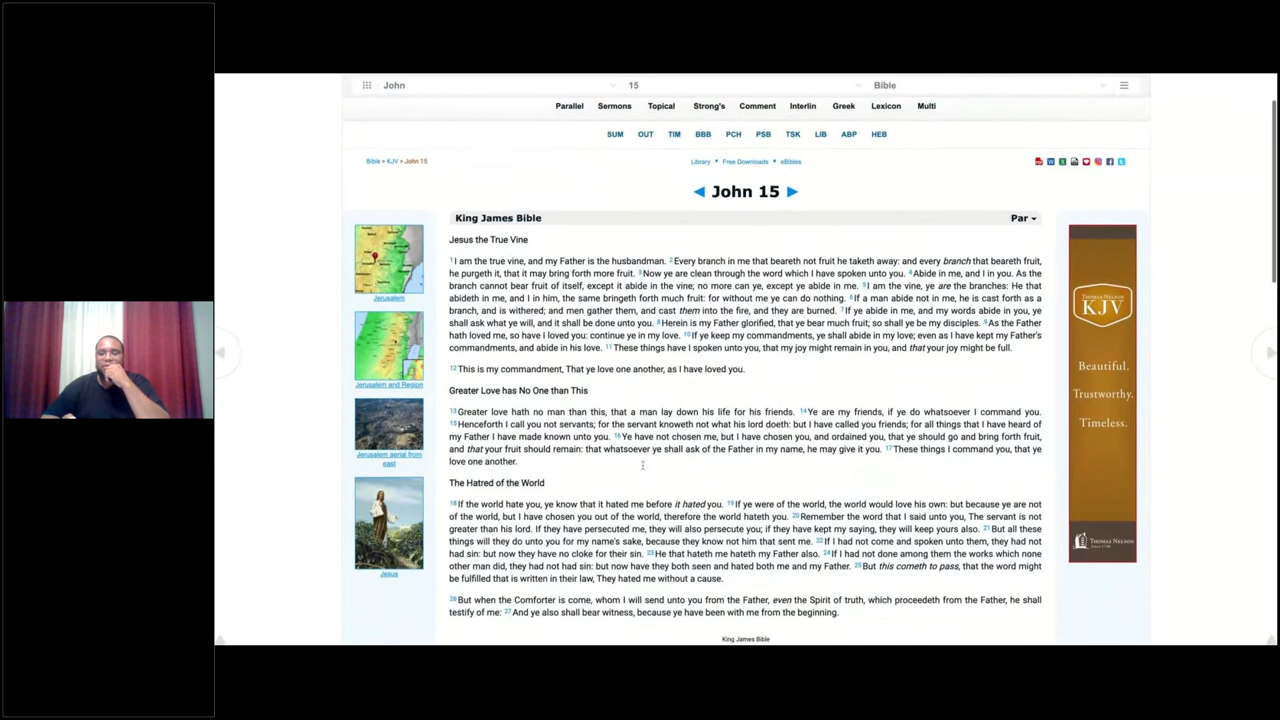 John 15 Bible
Parallel Sermons Topical Strong's Comment Interlin Greek Lexicon Multi
SUM OUT TIM BBB PCH PSB TSK LIB ABP HEB
Bible » KJV » John 15
Library • Free Downloads • eBibles
◄ John 15 ►
King James Bible Par
Jesus the True Vine
1 I am the true vine, and my Father is the husbandman. 2 Every branch in me that beareth not fruit he taketh away: and every branch that beareth fruit,
he purgeth it, that it may bring forth more fruit. 3 Now ye are clean through the word which I have spoken unto you. 4 Abide in me, and I in you. As the
branch cannot bear fruit of itself, except it abide in the vine; no more can ye, except ye abide in me. 5 I am the vine, ye are the branches: He that
abideth in me, and I in him, the same bringeth forth much fruit: for without me ye can do nothing. 6 If a man abide not in me, he is cast forth as a
branch, and is withered; and men gather them, and cast them into the fire, and they are burned. 7 If ye abide in me, and my words abide in you, ye
shall ask what ye will, and it shall be done unto you. 8 Herein is my Father glorified, that ye bear much fruit; so shall ye be my disciples. 9 As the Father
hath loved me, so have I loved you: continue ye in my love. 10 If ye keep my commandments, ye shall abide in my love; even as I have kept my Father's
commandments, and abide in his love. 11 These things have I spoken unto you, that my joy might remain in you, and that your joy might be full.
12 This is my commandment, That ye love one another, as I have loved you.
Greater Love has No One than This
13 Greater love hath no man than this, that a man lay down his life for his friends. 14 Ye are my friends, if ye do whatsoever I command you.
15 Henceforth I call you not servants; for the servant knoweth not what his lord doeth: but I have called you friends; for all things that I have heard of
my Father I have made known unto you. 16 Ye have not chosen me, but I have chosen you, and ordained you, that ye should go and bring forth fruit,
and that your fruit should remain: that whatsoever ye shall ask of the Father in my name, he may give it you. 17 These things I command you, that ye
love one another.
The Hatred of the World
18 If the world hate you, ye know that it hated me before it hated you. 19 If ye were of the world, the world would love his own: but because ye are not
of the world, but I have chosen you out of the world, therefore the world hateth you. 20 Remember the word that I said unto you, The servant is not
greater than his lord. If they have persecuted me, they will also persecute you; if they have kept my saying, they will keep yours also. 21 But all these
things will they do unto you for my name's sake, because they know not him that sent me. 22 If I had not come and spoken unto them, they had not
had sin: but now they have no cloke for their sin. 23 He that hateth me hateth my Father also. 24 If I had not done among them the works which none
other man did, they had not had sin: but now have they both seen and hated both me and my Father. 25 But this cometh to pass, that the word might
be fulfilled that is written in their law, They hated me without a cause.
26 But when the Comforter is come, whom I will send unto you from the Father, even the Spirit of truth, which proceedeth from the Father, he shall
testify of me: 27 And ye also shall bear witness, because ye have been with me from the beginning.
King James Bible
Jerusalem
Jerusalem and Region
Jerusalem aerial from
east
Jesus
THOMAS NELSON
KJV
Beautiful.
Trustworthy.
Timeless.
THOMAS NELSON